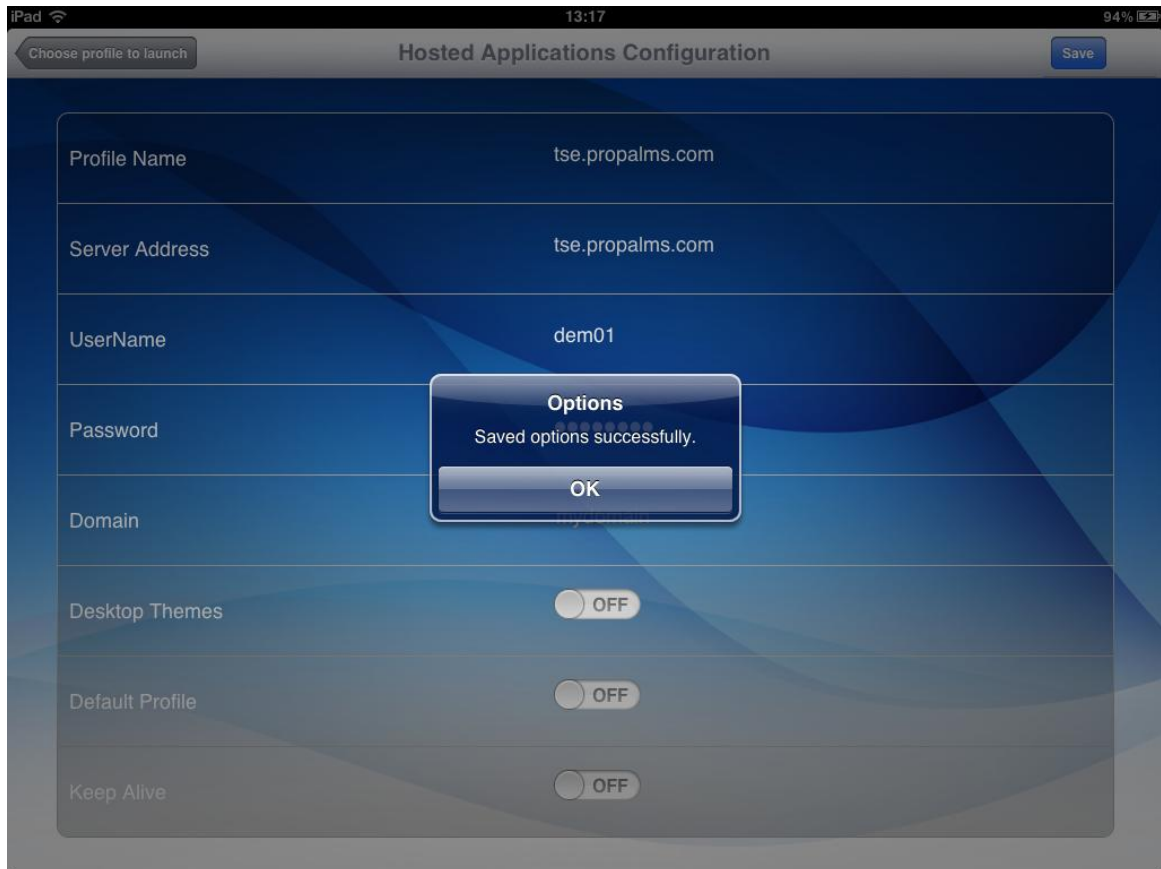 iPad 13:17 94%
Choose profile to launch Hosted Applications Configuration Save
Profile Name tse.propalms.com
Server Address tse.propalms.com
UserName dem01
Options
Password
Saved options successfully.
OK
Domain mydomain
Desktop Themes OFF
Default Profile OFF
Keep Alive OFF